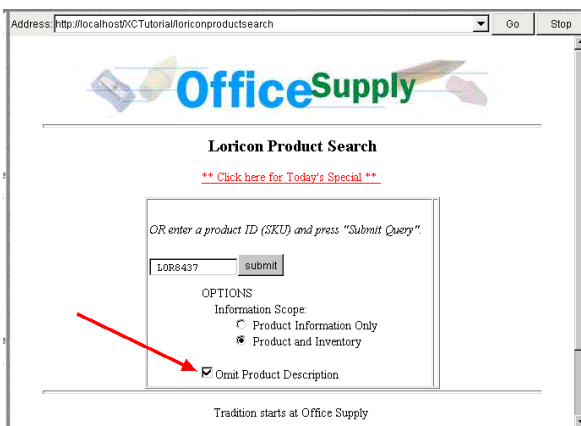 Address: http://localhost/XCTutorial/loriconproductsearch Go Stop
OfficeSupply
Loricon Product Search
** Click here for Today's Special **
OR enter a product ID (SKU) and press "Submit Query".
LOR8437 submit
OPTIONS
Information Scope:
Product Information Only
Product and Inventory
Omit Product Description
Tradition starts at Office Supply